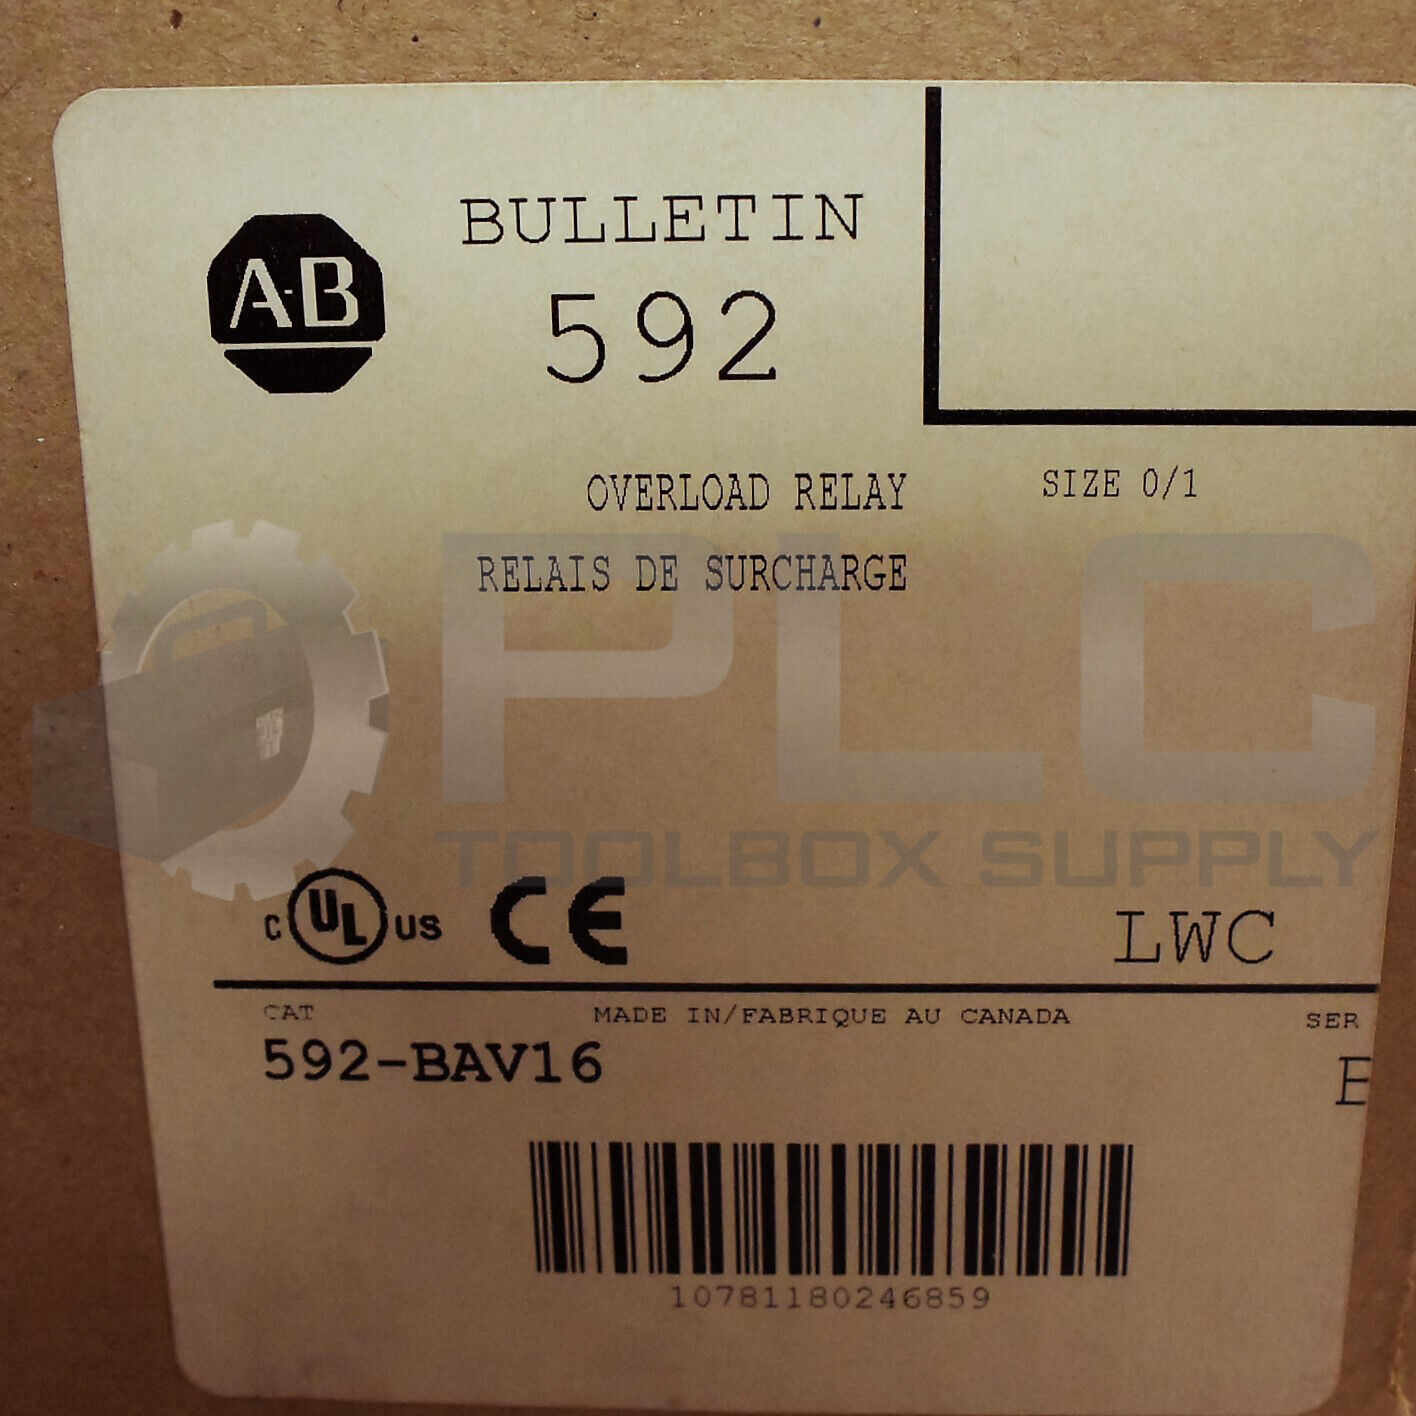 A-B
BULLETIN
592
OVERLOAD RELAY
SIZE 0/1
RELAIS DE SURCHARGE
PLC
TOOLBOX SUPPLY
C UL US CE
LWC
CAT
MADE IN/FABRIQUE AU CANADA
SER
592-BAV16
10781180246859